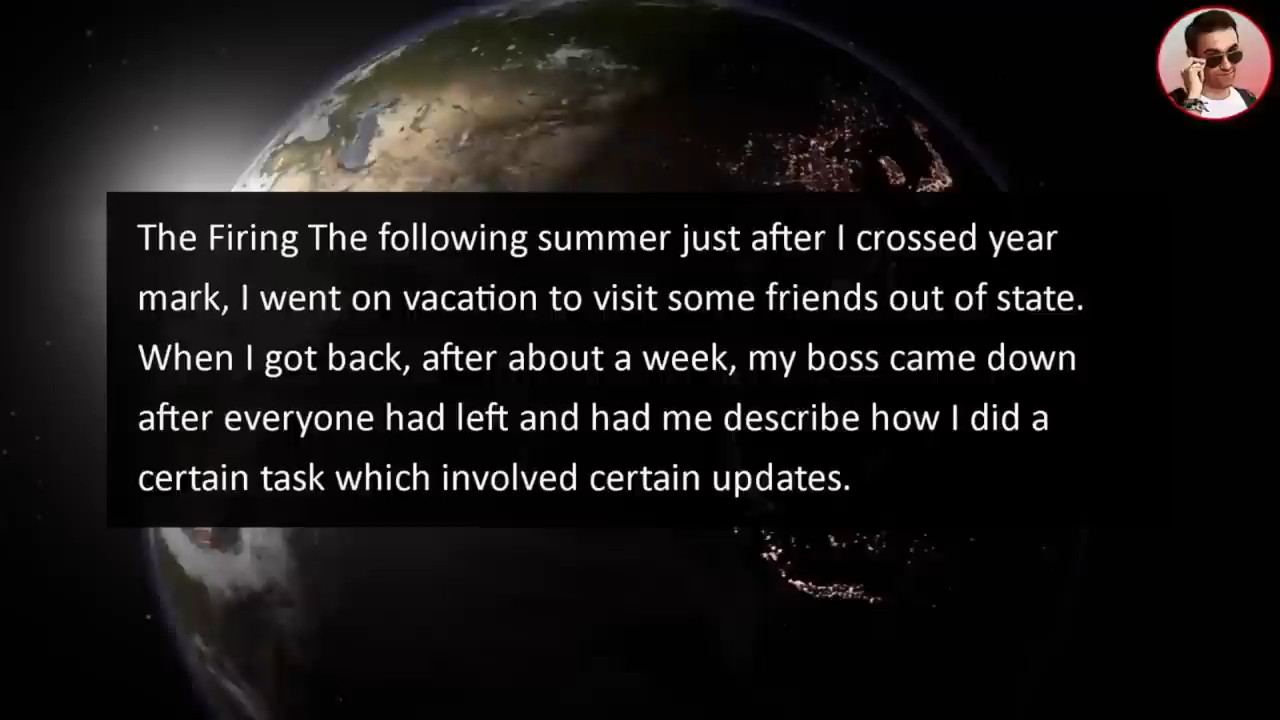 The Firing The following summer just after I crossed year
mark, I went on vacation to visit some friends out of state.
When I got back, after about a week, my boss came down
after everyone had left and had me describe how I did a
certain task which involved certain updates.